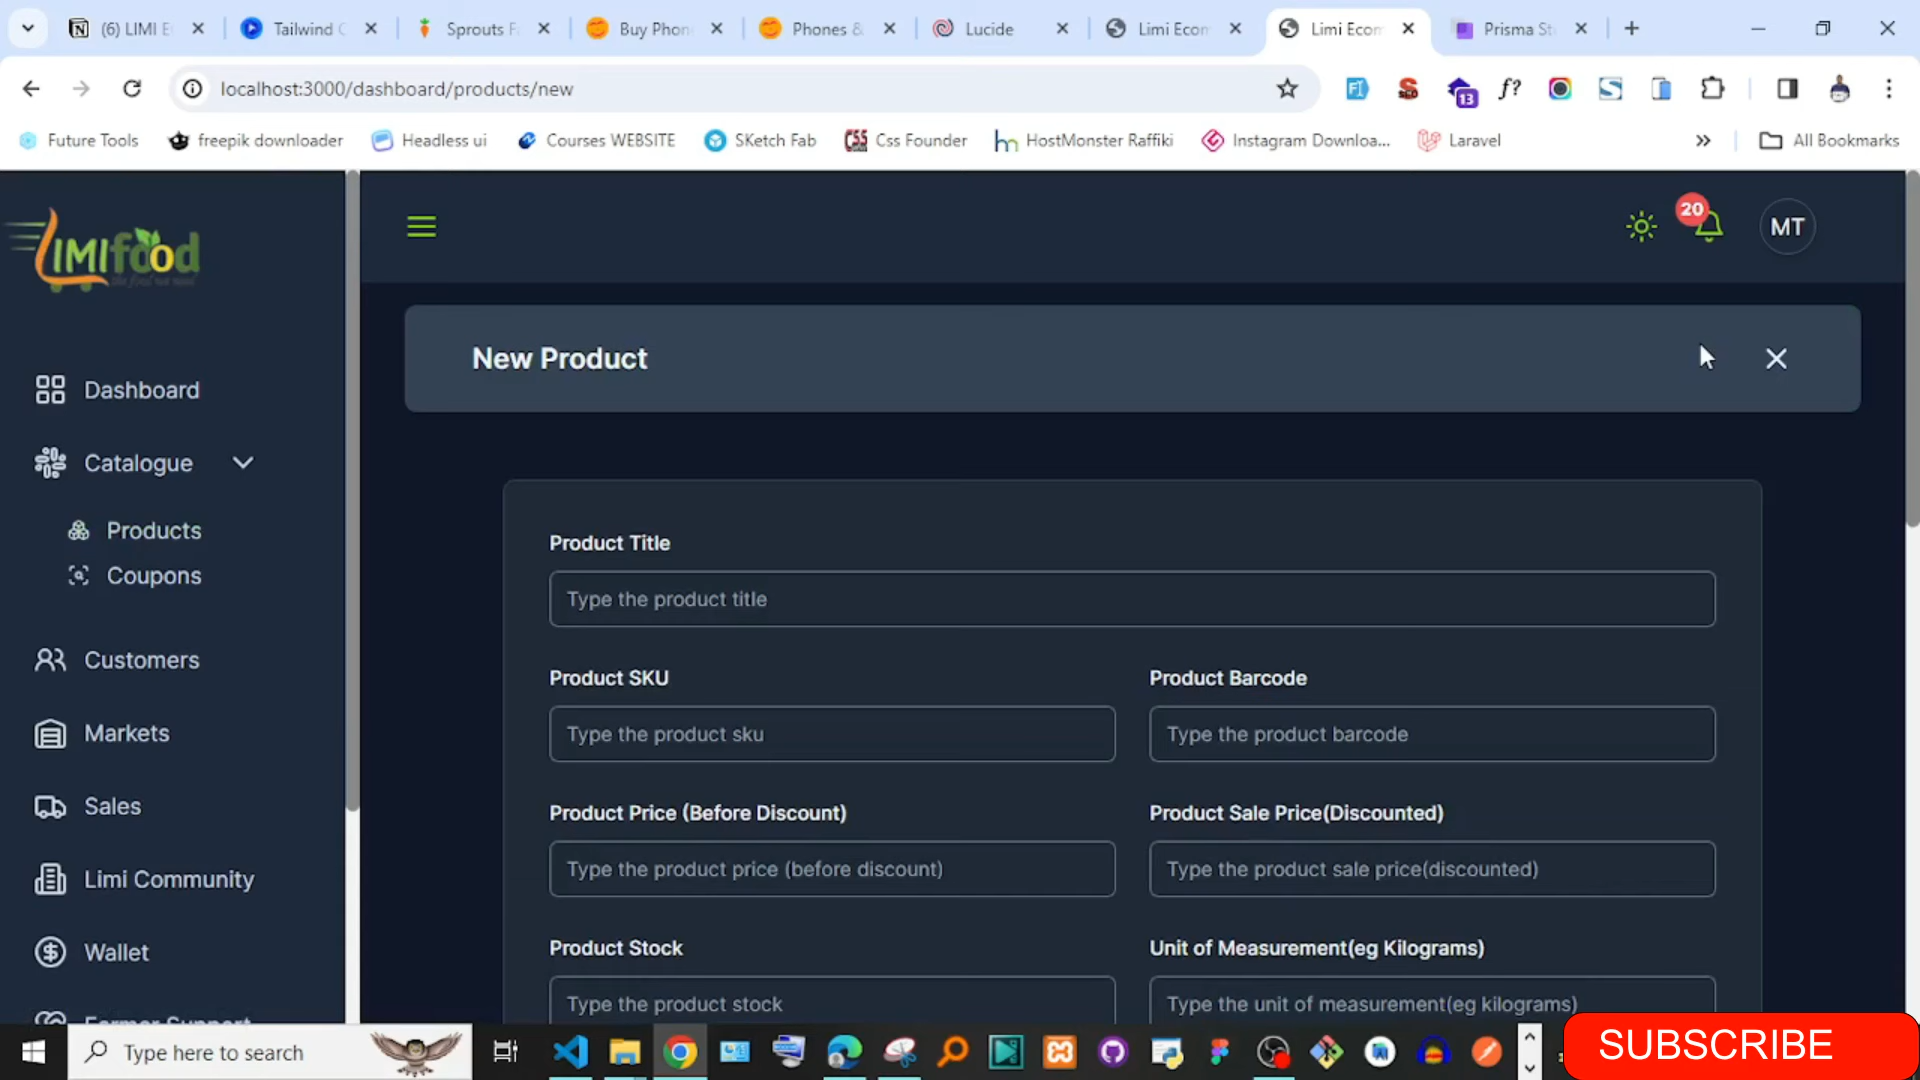 (6) LIMI E
Tailwind C
Sprouts F
Buy Phon
Phones &
Lucide
Limi Ecom
Limi Ecom
Prisma St
localhost:3000/dashboard/products/new
13
f?
Future Tools
freepik downloader
Headless ui
Courses WEBSITE
SKetch Fab
Css Founder
HostMonster Raffiki
Instagram Downloa...
Laravel
All Bookmarks
LIMIfood
20
MT
New Product
Dashboard
Catalogue
Products
Coupons
Customers
Markets
Sales
Limi Community
Wallet
Farmer Support
Product Title
Type the product title
Product SKU
Product Barcode
Type the product sku
Type the product barcode
Product Price (Before Discount)
Product Sale Price(Discounted)
Type the product price (before discount)
Type the product sale price(discounted)
Product Stock
Unit of Measurement(eg Kilograms)
Type the product stock
Type the unit of measurement(eg kilograms)
Type here to search
SUBSCRIBE